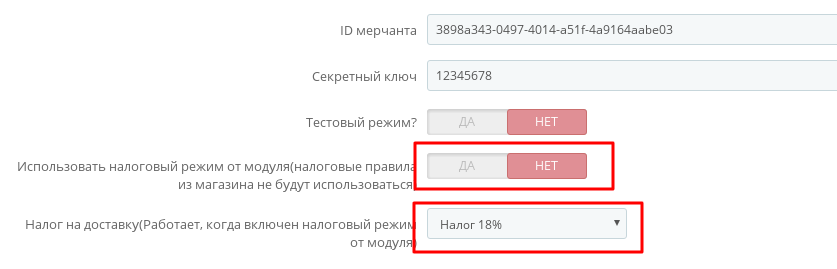 ID мерчанта 3898a343-0497-4014-a51f-4a9164aabe03
Секретный ключ 12345678
Тестовый режим? ДА НЕТ
Использовать налоговый режим от модуля(налоговые правила ДА НЕТ
из магазина не будут использоваться)
Налог на доставку(Работает, когда включен налоговый режим Налог 18%
от модуля)